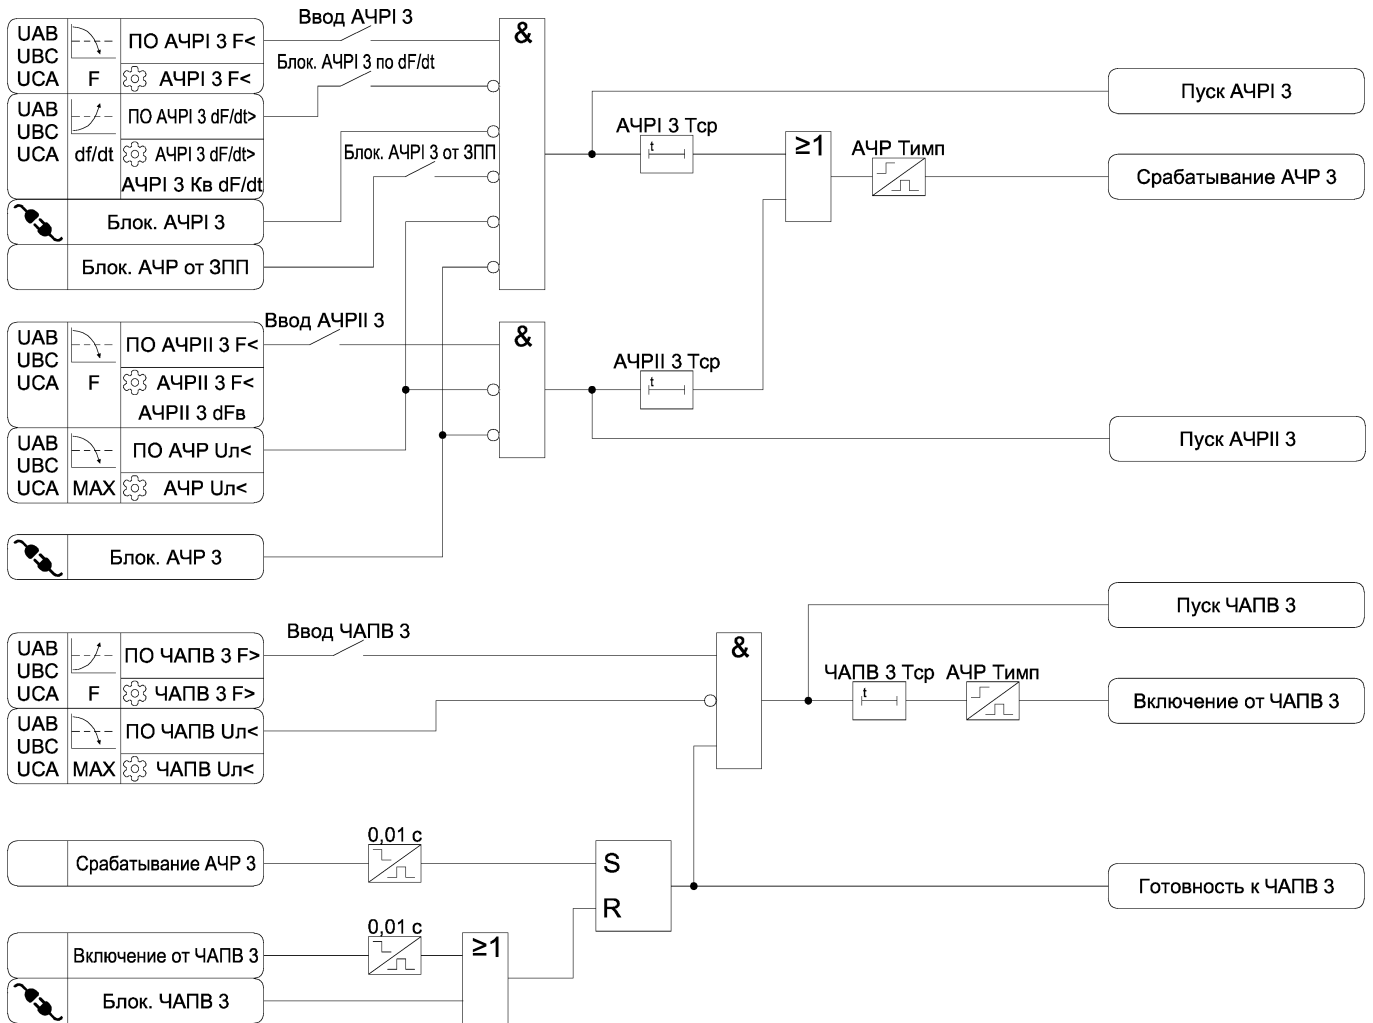 Ввод АЧРI 3
UAB
UBC
UCA
F
ПО АЧРI 3 F<
АЧРI 3 F<
&
Блок. АЧРI 3 по dF/dt
Пуск АЧРI 3
UAB
UBC
UCA
df/dt
ПО АЧРI 3 dF/dt>
АЧРI 3 dF/dt>
АЧРI 3 Кв dF/dt
Блок. АЧРI 3 от ЗПП
АЧРI 3 Тср
t
≥1
АЧР Тимп
Срабатывание АЧР 3
Блок. АЧРI 3
Блок. АЧР от ЗПП
Ввод АЧРII 3
UAB
UBC
UCA
F
ПО АЧРII 3 F<
АЧРII 3 F<
АЧРII 3 dFв
&
АЧРII 3 Тср
t
Пуск АЧРII 3
UAB
UBC
UCA
MAX
ПО АЧР Uл<
АЧР Uл<
Блок. АЧР 3
Пуск ЧАПВ 3
Ввод ЧАПВ 3
UAB
UBC
UCA
F
ПО ЧАПВ 3 F>
ЧАПВ 3 F>
&
ЧАПВ 3 Тср
t
АЧР Тимп
Включение от ЧАПВ 3
UAB
UBC
UCA
MAX
ПО ЧАПВ Uл<
ЧАПВ Uл<
0,01 с
Срабатывание АЧР 3
S
R
Готовность к ЧАПВ 3
0,01 с
Включение от ЧАПВ 3
≥1
Блок. ЧАПВ 3